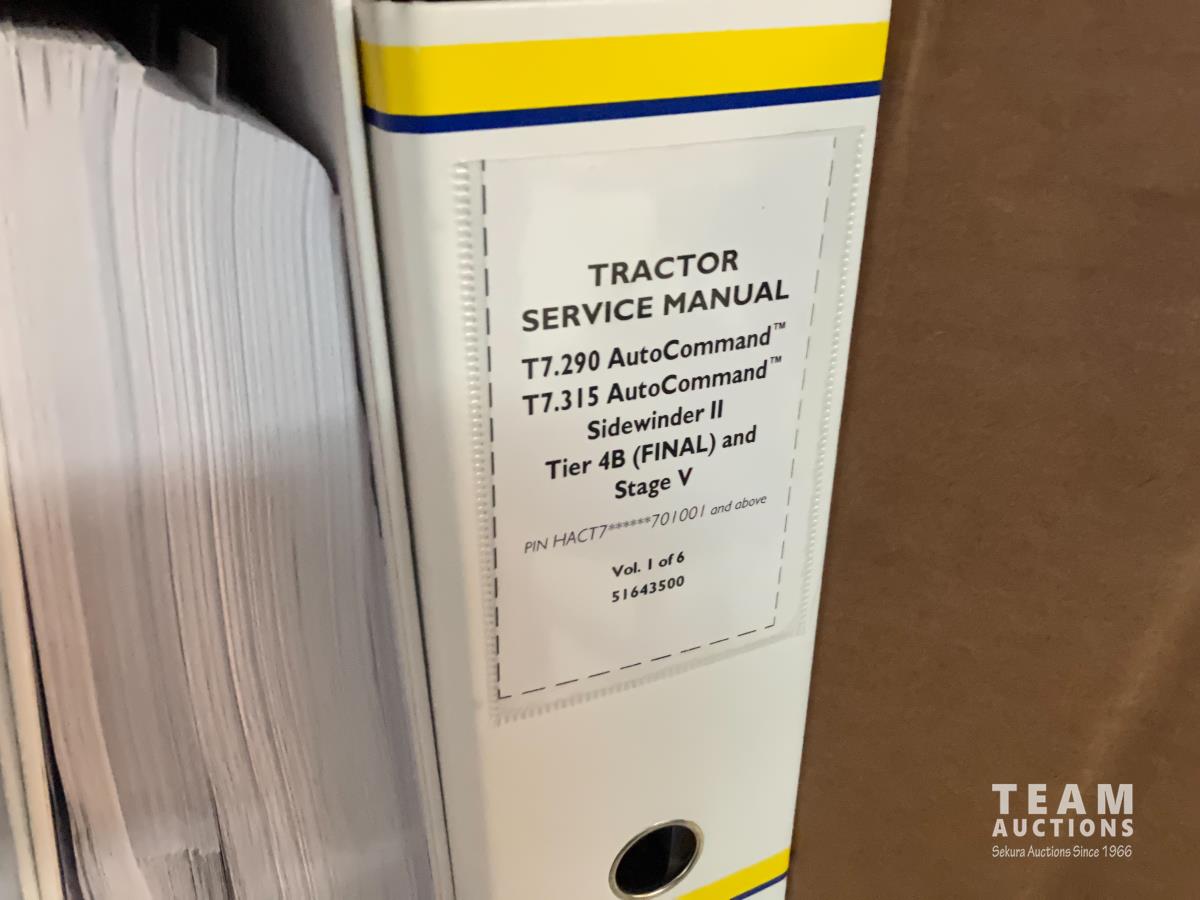 TRACTOR
SERVICE MANUAL
T7.290 AutoCommand™
T7.315 AutoCommand™
Sidewinder II
Tier 4B (FINAL) and
Stage V
PIN HACT7******701001 and above
Vol. 1 of 6
51643500
TEAM
AUCTIONS
Sekura Auctions Since 1966